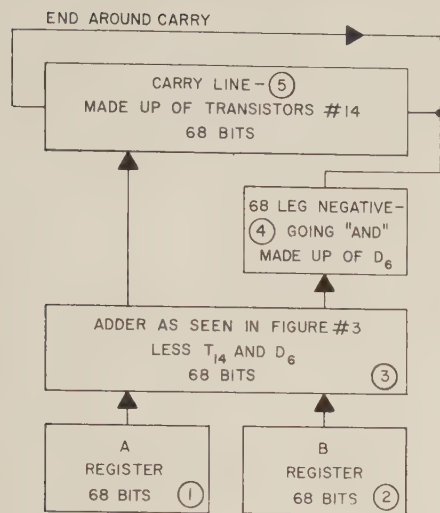 END AROUND CARRY
CARRY LINE-⑤
MADE UP OF TRANSISTORS #14
68 BITS
68 LEG NEGATIVE-
④ GOING "AND"
MADE UP OF D₆
ADDER AS SEEN IN FIGURE #3
LESS T₁₄ AND D₆
68 BITS ③
A
REGISTER
68 BITS ①
B
REGISTER
68 BITS ②